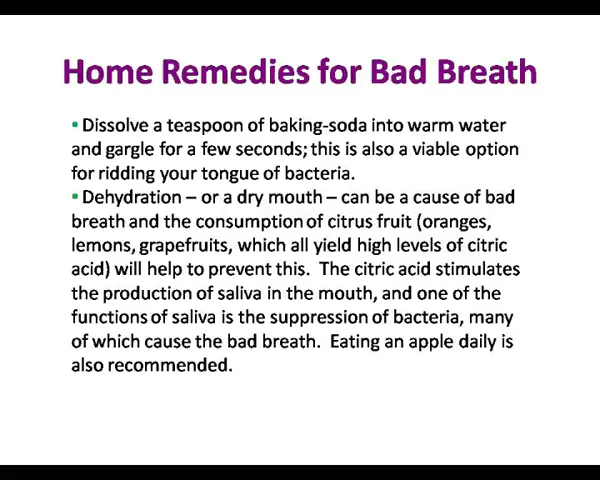 Home Remedies for Bad Breath
▪ Dissolve a teaspoon of baking-soda into warm water
and gargle for a few seconds; this is also a viable option
for ridding your tongue of bacteria.
▪ Dehydration – or a dry mouth – can be a cause of bad
breath and the consumption of citrus fruit (oranges,
lemons, grapefruits, which all yield high levels of citric
acid) will help to prevent this.  The citric acid stimulates
the production of saliva in the mouth, and one of the
functions of saliva is the suppression of bacteria, many
of which cause the bad breath.  Eating an apple daily is
also recommended.